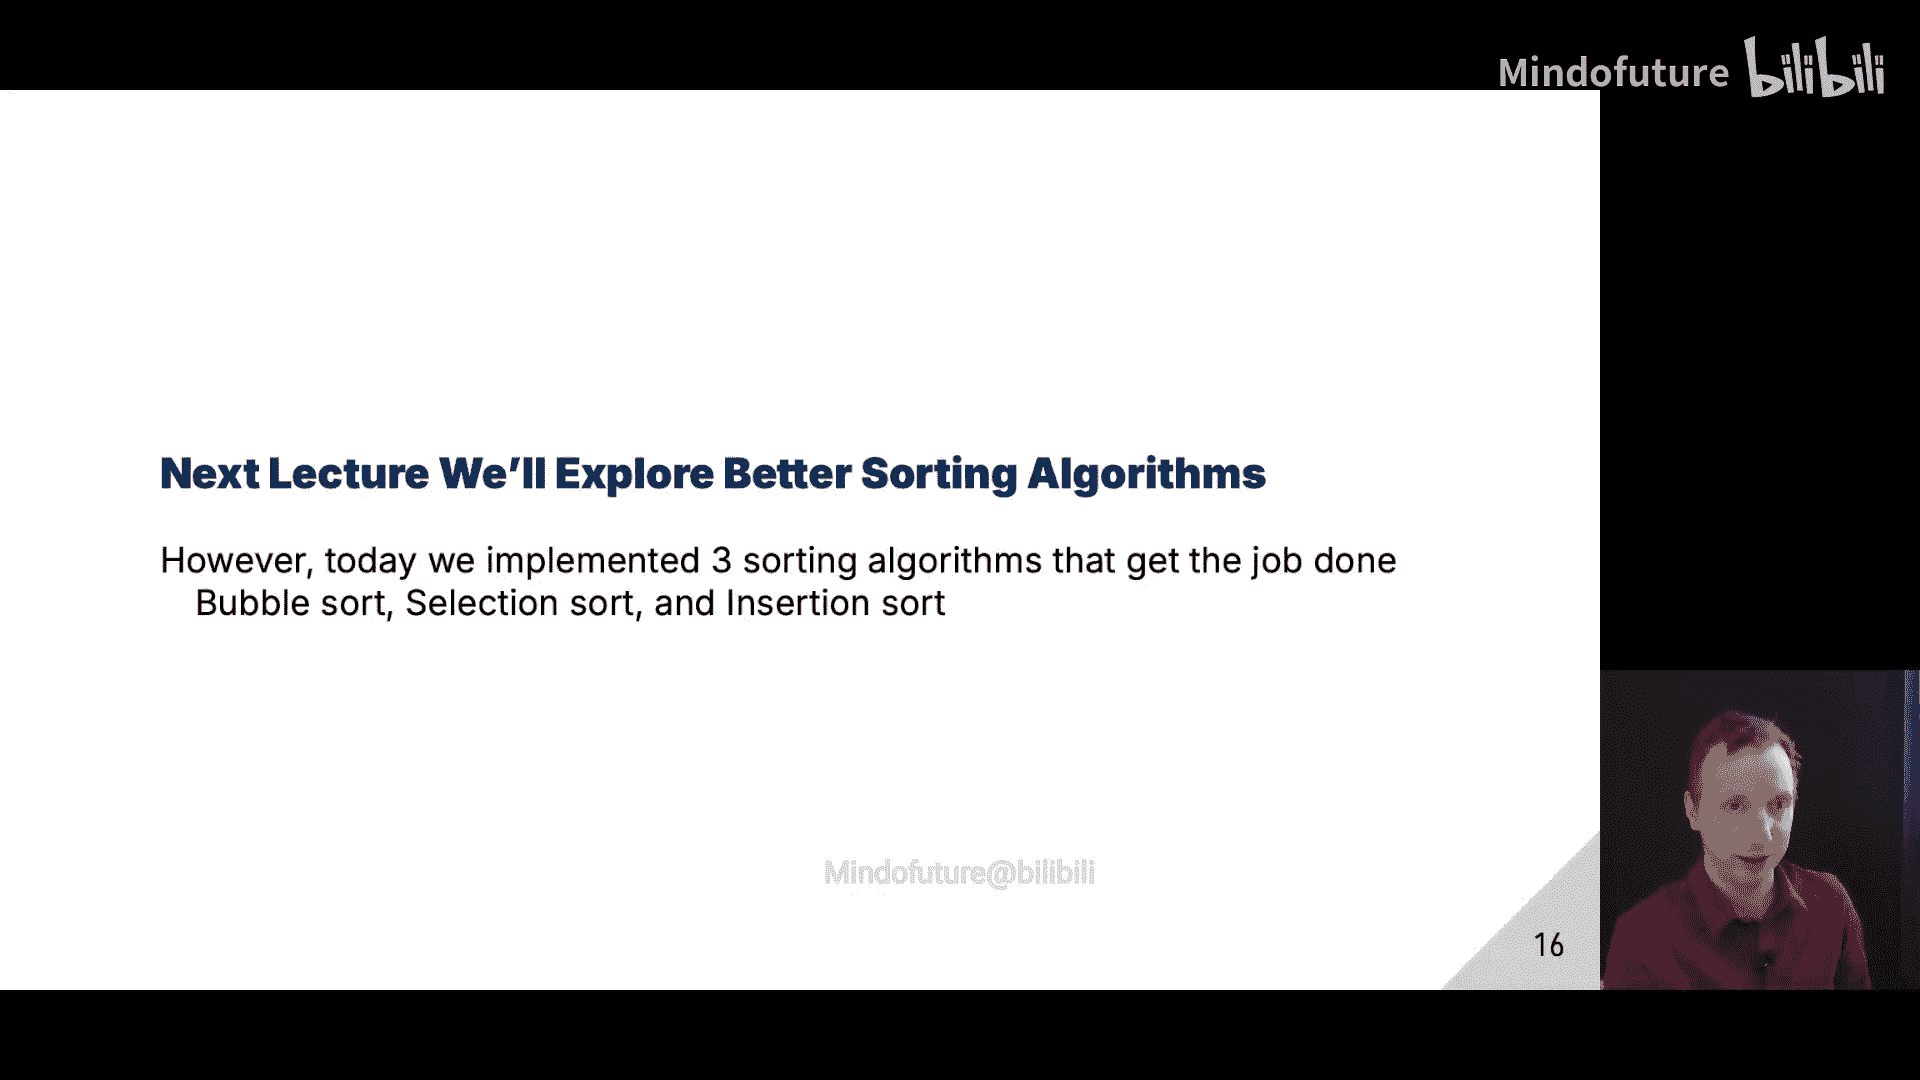 Mindofuture bilibili
Next Lecture We’ll Explore Better Sorting Algorithms
However, today we implemented 3 sorting algorithms that get the job done
Bubble sort, Selection sort, and Insertion sort
Mindofuture@bilibili
16